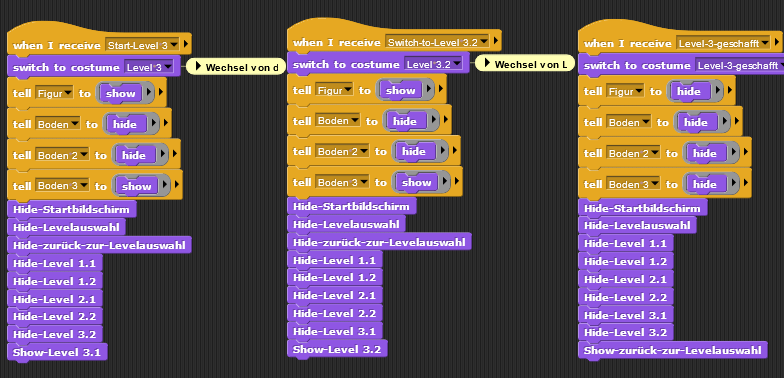 when I receive Start-Level 3
switch to costume Level 3
Wechsel von d
tell Figur to show
tell Boden to hide
tell Boden 2 to hide
tell Boden 3 to show
Hide-Startbildschirm
Hide-Levelauswahl
Hide-zurück-zur-Levelauswahl
Hide-Level 1.1
Hide-Level 1.2
Hide-Level 2.1
Hide-Level 2.2
Hide-Level 3.2
Show-Level 3.1
when I receive Switch-to-Level 3.2
switch to costume Level 3.2
Wechsel von L
tell Figur to show
tell Boden to hide
tell Boden 2 to hide
tell Boden 3 to show
Hide-Startbildschirm
Hide-Levelauswahl
Hide-zurück-zur-Levelauswahl
Hide-Level 1.1
Hide-Level 1.2
Hide-Level 2.1
Hide-Level 2.2
Hide-Level 3.1
Show-Level 3.2
when I receive Level-3-geschafft
switch to costume Level-3-geschafft
tell Figur to hide
tell Boden to hide
tell Boden 2 to hide
tell Boden 3 to hide
Hide-Startbildschirm
Hide-Levelauswahl
Hide-Level 1.1
Hide-Level 1.2
Hide-Level 2.1
Hide-Level 2.2
Hide-Level 3.1
Hide-Level 3.2
Show-zurück-zur-Levelauswahl